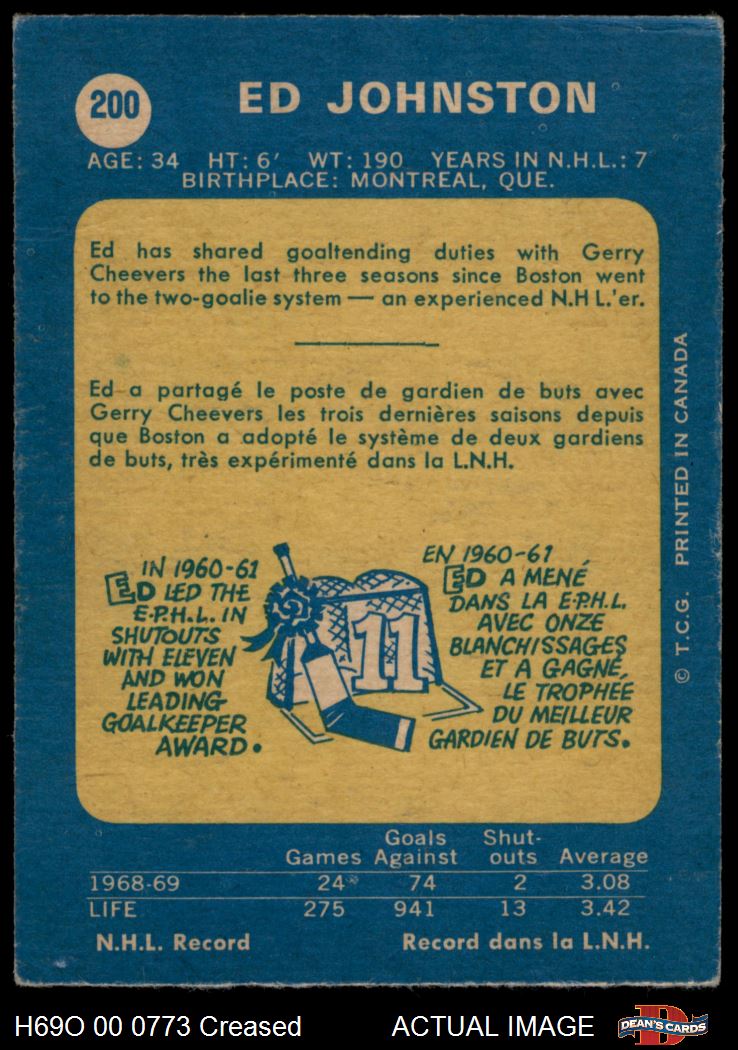 200
ED JOHNSTON
AGE: 34 HT: 6' WT: 190 YEARS IN N.H.L.: 7
BIRTHPLACE: MONTREAL, QUE.
Ed has shared goaltending duties with Gerry
Cheevers the last three seasons since Boston went
to the two-goalie system — an experienced N.H L.'er.
Ed a partagé le poste de gardien de buts avec
Gerry Cheevers les trois dernières saisons depuis
que Boston a adopté le système de deux gardiens
de buts, très expérimenté dans la L.N.H.
IN 1960-61
ED LED THE
E.P.H.L. IN
SHUTOUTS
WITH ELEVEN
AND WON
LEADING
GOALKEEPER
AWARD.
11
EN 1960-61
ED A MENÉ
DANS LA E.P.H.L.
AVEC ONZE
BLANCHISSAGES
ET A GAGNÉ
LE TROPHÉE
DU MEILLEUR
GARDIEN DE BUTS.
© T.C.G. PRINTED IN CANADA
Games Goals Against Shut-outs Average
1968-69 24 74 2 3.08
LIFE 275 941 13 3.42
N.H.L. Record Record dans la L.N.H.
H69O 00 0773 Creased ACTUAL IMAGE
D
DEAN'S CARDS